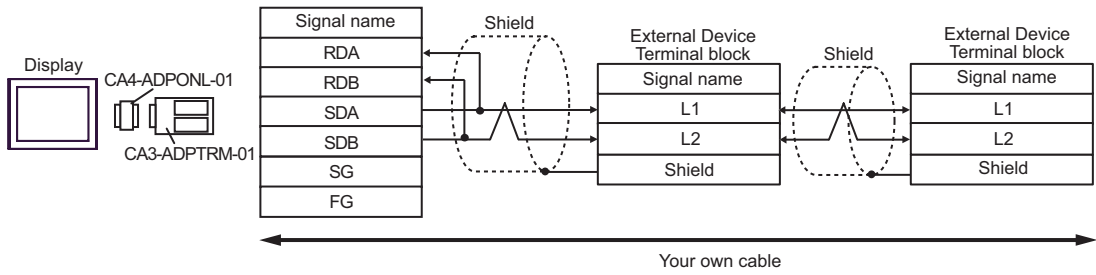 Display
CA4-ADPONL-01
CA3-ADPTRM-01
Signal name
RDA
RDB
SDA
SDB
SG
FG
Shield
External Device
Terminal block
Signal name
L1
L2
Shield
Shield
External Device
Terminal block
Signal name
L1
L2
Shield
Your own cable